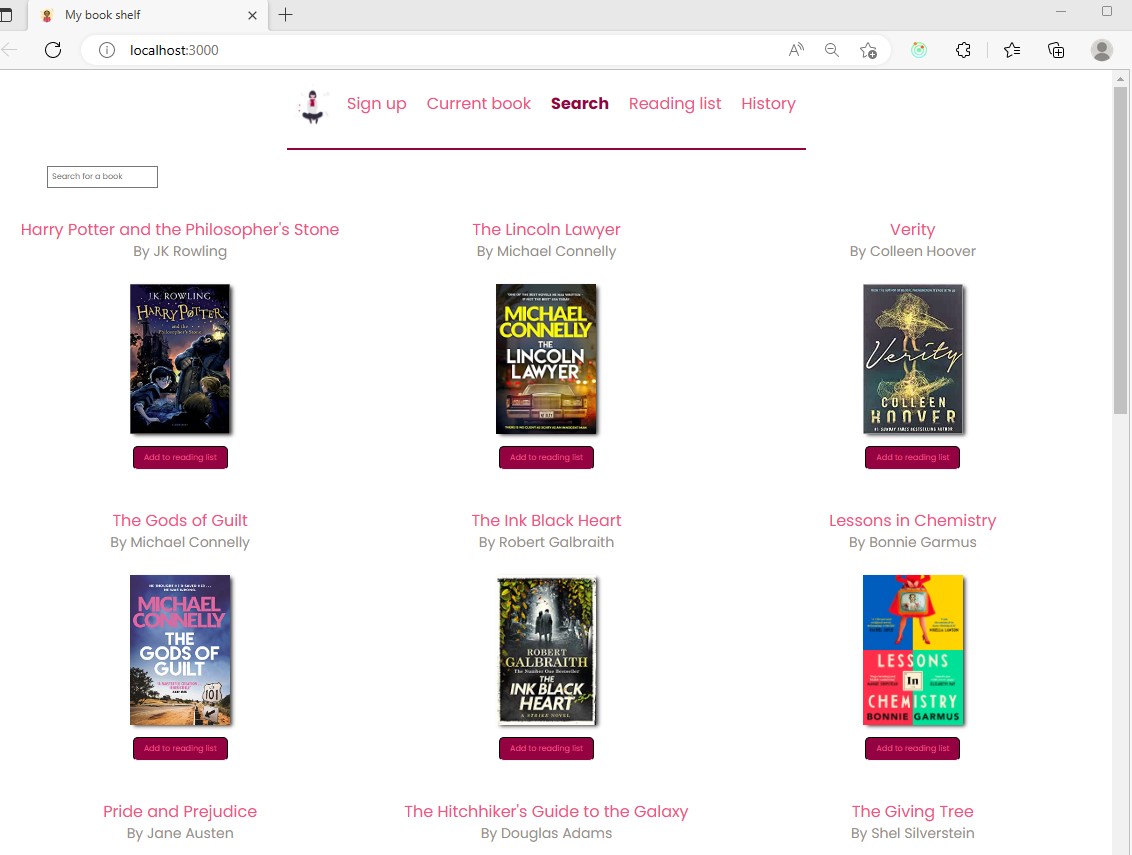 My book shelf
localhost:3000
Sign up Current book Search Reading list History
Search for a book
Harry Potter and the Philosopher's Stone
By JK Rowling
The Lincoln Lawyer
By Michael Connelly
Verity
By Colleen Hoover
J.K. ROWLING
HARRY POTTER
and the
Philosopher's Stone
MICHAEL
CONNELLY
THE
LINCOLN
LAWYER
Verity
COLLEEN
HOOVER
#1 SUNDAY TIMES BESTSELLING AUTHOR
Add to reading list
Add to reading list
Add to reading list
The Gods of Guilt
By Michael Connelly
The Ink Black Heart
By Robert Galbraith
Lessons in Chemistry
By Bonnie Garmus
MICHAEL
CONNELLY
THE
GODS OF
GUILT
101
ROBERT
GALBRAITH
The Number One Bestseller
THE
INK BLACK
HEART
A STRIKE NOVEL
LESSONS
In
CHEMISTRY
BONNIE GARMUS
Add to reading list
Add to reading list
Add to reading list
Pride and Prejudice
By Jane Austen
The Hitchhiker's Guide to the Galaxy
By Douglas Adams
The Giving Tree
By Shel Silverstein